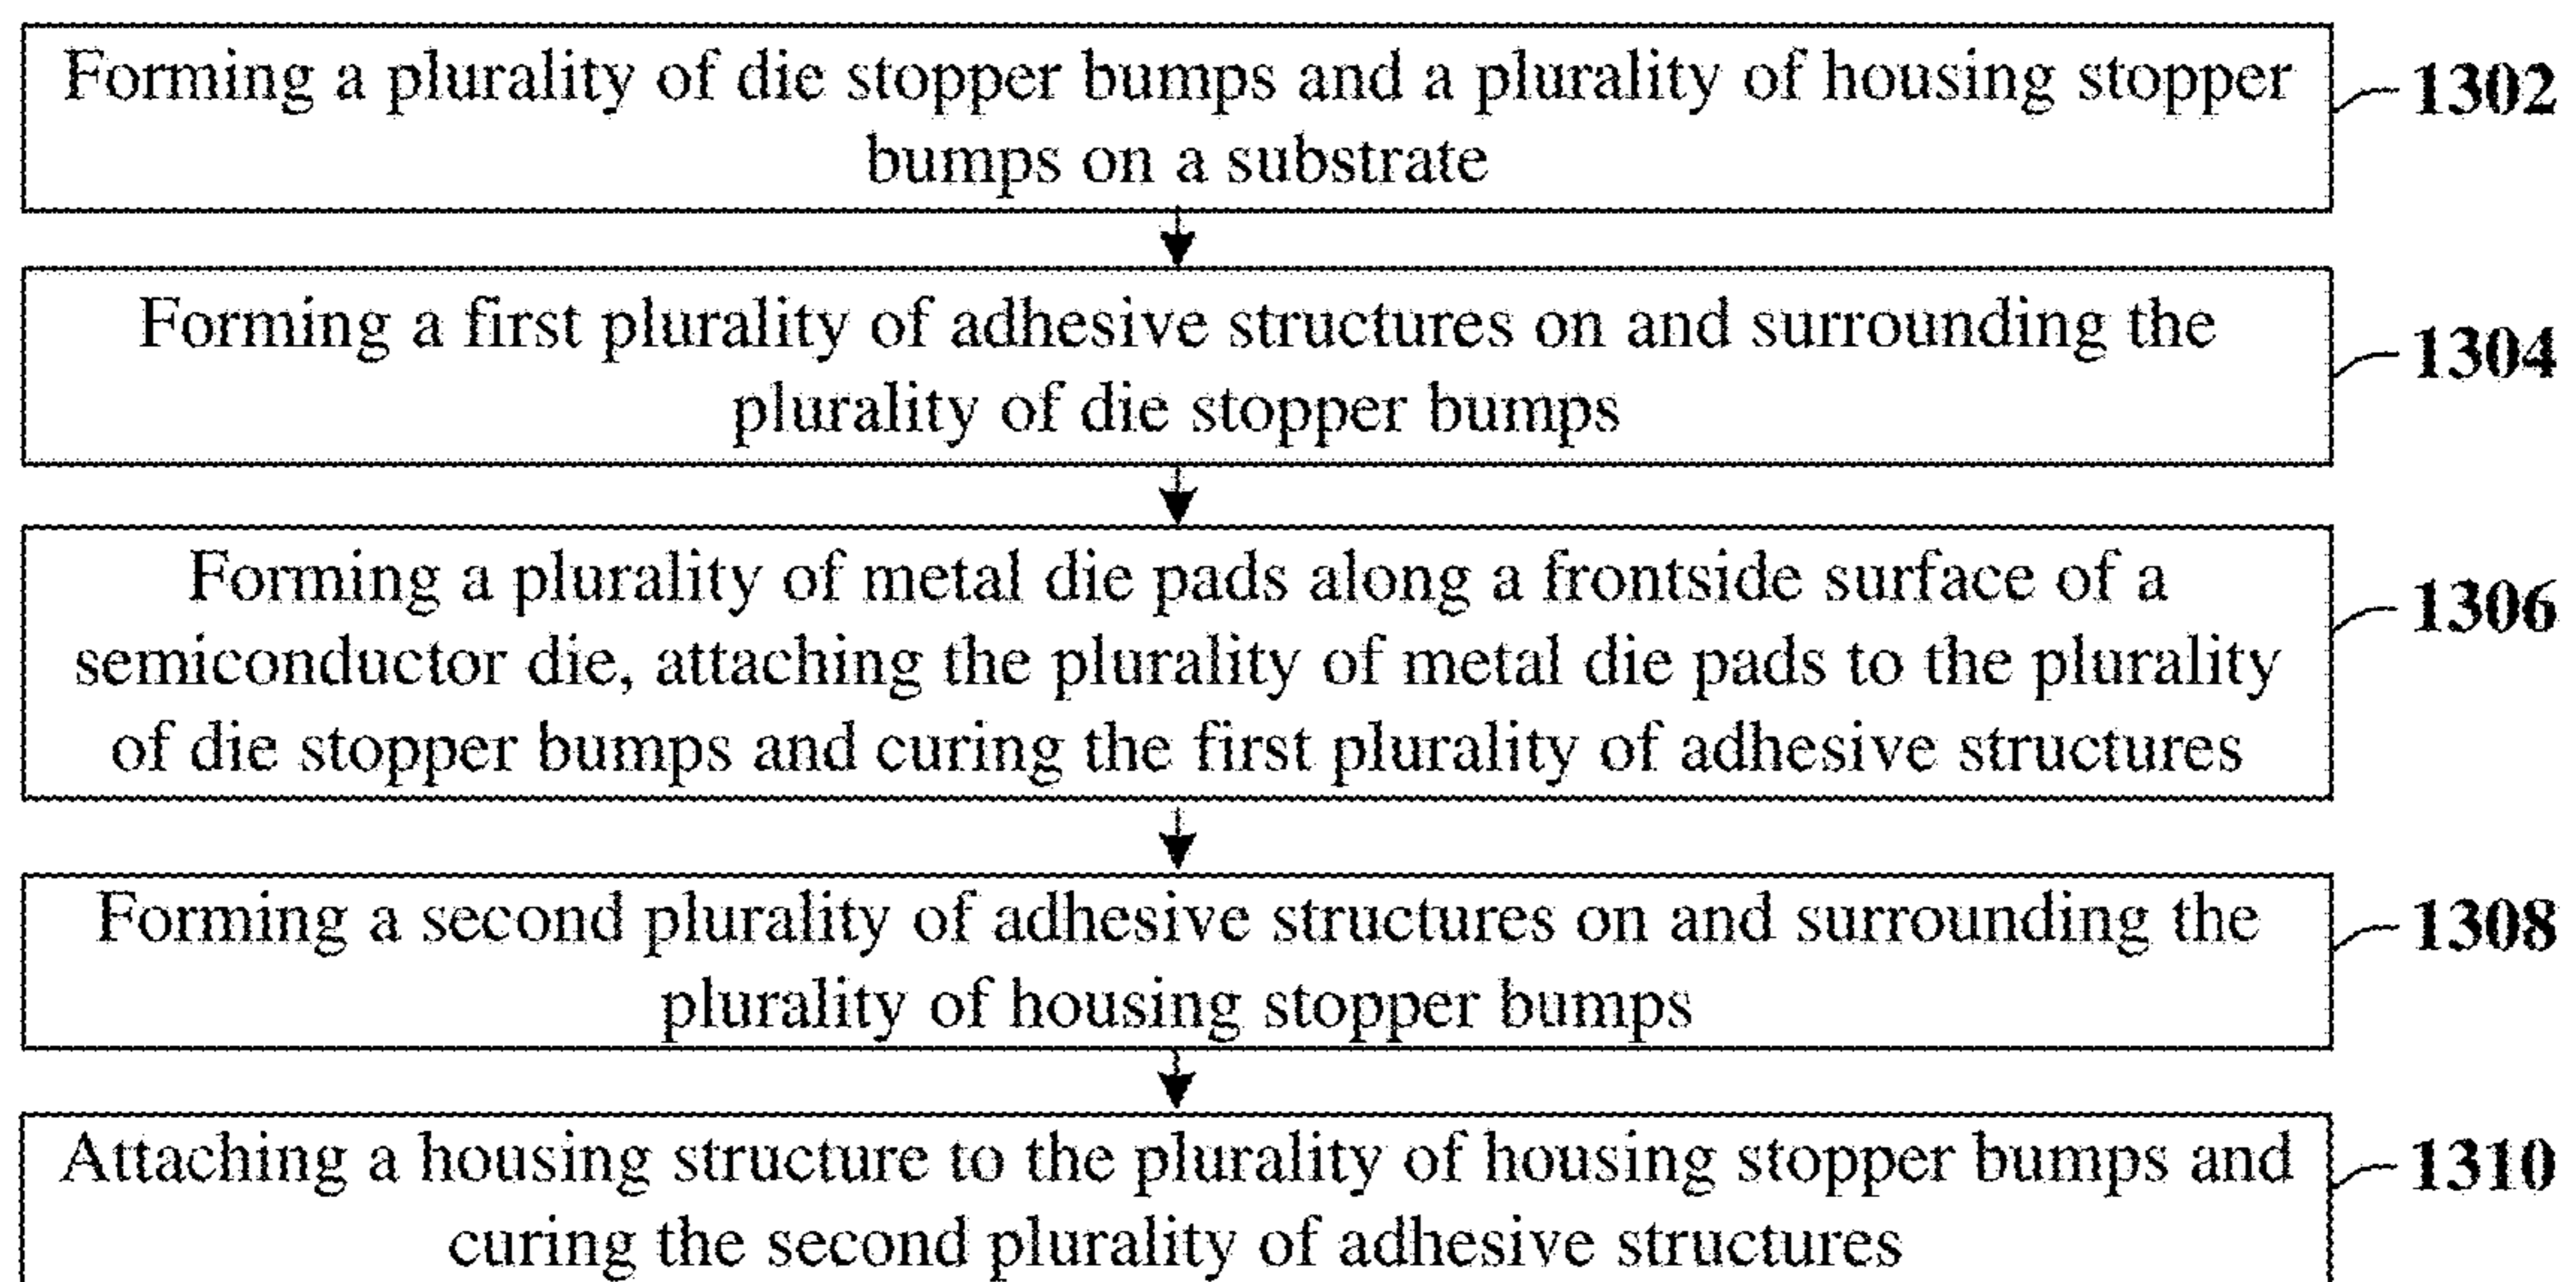 Forming a plurality of die stopper bumps and a plurality of housing stopper
bumps on a substrate
1302
Forming a first plurality of adhesive structures on and surrounding the
plurality of die stopper bumps
1304
Forming a plurality of metal die pads along a frontside surface of a
semiconductor die, attaching the plurality of metal die pads to the plurality
of die stopper bumps and curing the first plurality of adhesive structures
1306
Forming a second plurality of adhesive structures on and surrounding the
plurality of housing stopper bumps
1308
Attaching a housing structure to the plurality of housing stopper bumps and
curing the second plurality of adhesive structures
1310